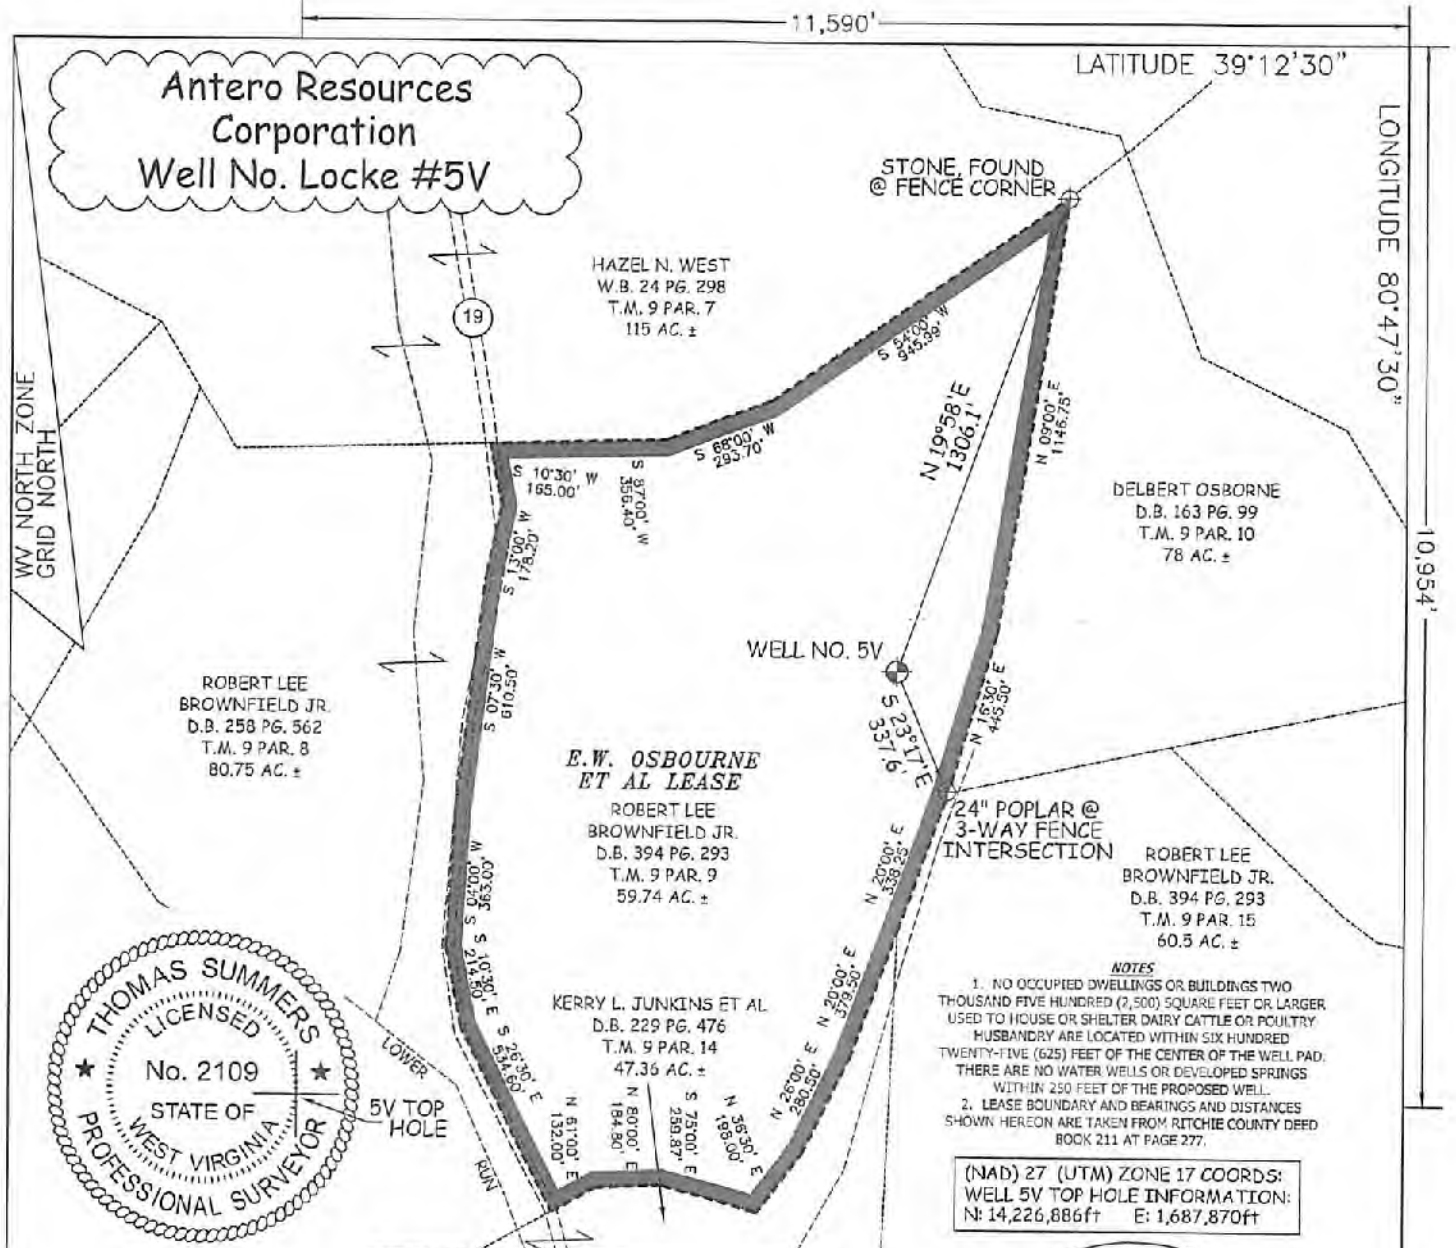 11,590'
LATITUDE 39°12'30"
LONGITUDE 80°47'30"
10,954'
Antero Resources
Corporation
Well No. Locke #5V
STONE, FOUND
@ FENCE CORNER
HAZEL N. WEST
W.B. 24 PG. 298
T.M. 9 PAR. 7
115 AC. ±
19
WV NORTH ZONE
GRID NORTH
S 54°00' W
945.99'
S 68°00' W
293.70'
S 87°00' W
356.40'
S 10°30' W
165.00'
S 13°00' W
178.20'
N 19°58'E
1306.1'
N 09°00' E
1146.75'
DELBERT OSBORNE
D.B. 163 PG. 99
T.M. 9 PAR. 10
78 AC. ±
WELL NO. 5V
S 07°30' W
610.50'
N 16°30' E
445.50'
S 23°17'E
337.6'
ROBERT LEE
BROWNFIELD JR.
D.B. 258 PG. 562
T.M. 9 PAR. 8
80.75 AC. ±
E.W. OSBOURNE
ET AL LEASE
ROBERT LEE
BROWNFIELD JR.
D.B. 394 PG. 293
T.M. 9 PAR. 9
59.74 AC. ±
24" POPLAR @
3-WAY FENCE
INTERSECTION
ROBERT LEE
BROWNFIELD JR.
D.B. 394 PG. 293
T.M. 9 PAR. 15
60.5 AC. ±
S 04°00' W
363.00'
N 20°00' E
338.25'
S 10°30' E
214.50'
N 20°00' E
379.50'
S 26°30' E
534.60'
N 26°00' E
280.50'
KERRY L. JUNKINS ET AL
D.B. 229 PG. 476
T.M. 9 PAR. 14
47.36 AC. ±
N 61°00' E
132.00'
N 80°00' E
184.80'
S 75°00' E
259.87'
N 36°30' E
198.00'
LOWER
RUN
THOMAS SUMMERS
LICENSED
No. 2109
STATE OF
WEST VIRGINIA
PROFESSIONAL SURVEYOR
5V TOP
HOLE
NOTES
1. NO OCCUPIED DWELLINGS OR BUILDINGS TWO
THOUSAND FIVE HUNDRED (2,500) SQUARE FEET OR LARGER
USED TO HOUSE OR SHELTER DAIRY CATTLE OR POULTRY
HUSBANDRY ARE LOCATED WITHIN SIX HUNDRED
TWENTY-FIVE (625) FEET OF THE CENTER OF THE WELL PAD.
THERE ARE NO WATER WELLS OR DEVELOPED SPRINGS
WITHIN 250 FEET OF THE PROPOSED WELL.
2. LEASE BOUNDARY AND BEARINGS AND DISTANCES
SHOWN HEREON ARE TAKEN FROM RITCHIE COUNTY DEED
BOOK 211 AT PAGE 277.
(NAD) 27 (UTM) ZONE 17 COORDS:
WELL 5V TOP HOLE INFORMATION:
N: 14,226,886ft E: 1,687,870ft